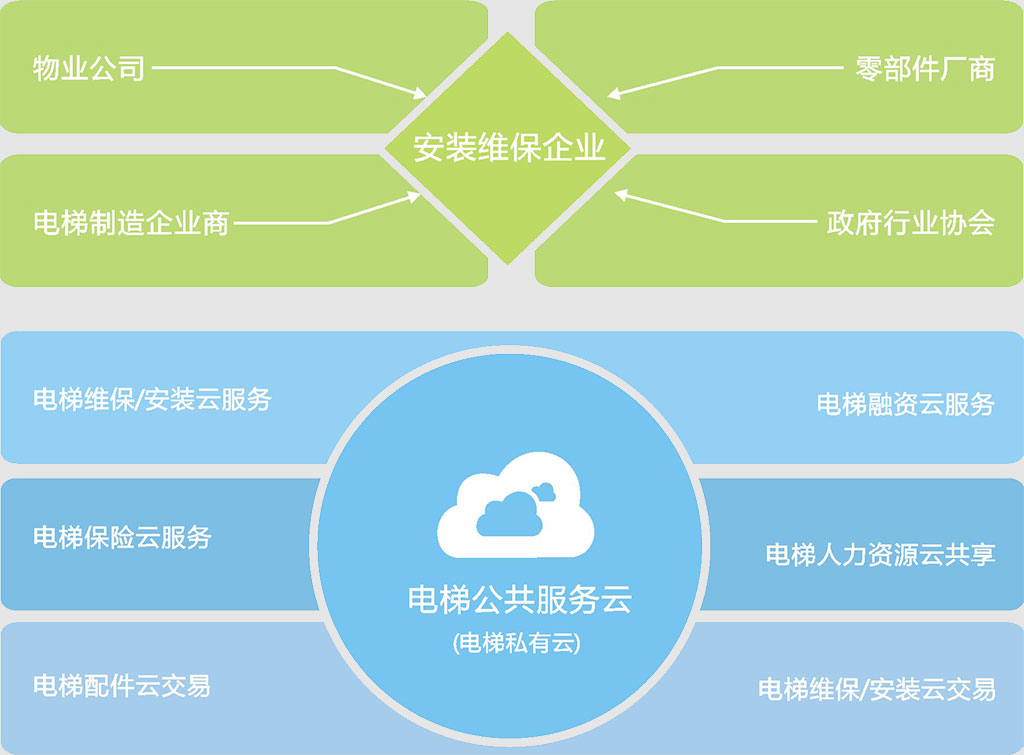 物业公司
零部件厂商
安装维保企业
电梯制造企业商
政府行业协会
电梯维保/安装云服务
电梯融资云服务
电梯保险云服务
电梯人力资源云共享
电梯公共服务云
(电梯私有云)
电梯配件云交易
电梯维保/安装云交易